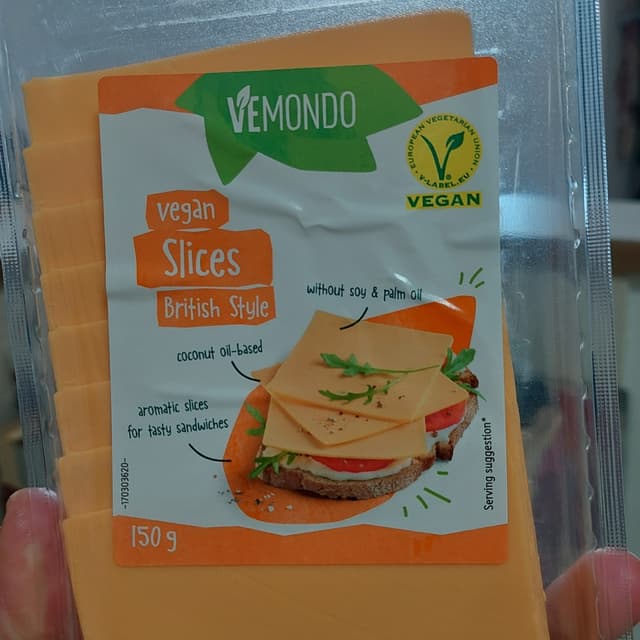 VEMONDO
EUROPEAN VEGETARIAN UNION
• V-LABEL.EU •
VEGAN
vegan
Slices
British Style
without soy & palm oil
coconut oil-based
aromatic slices
for tasty sandwiches
Serving suggestion*
–170303620–
150 g